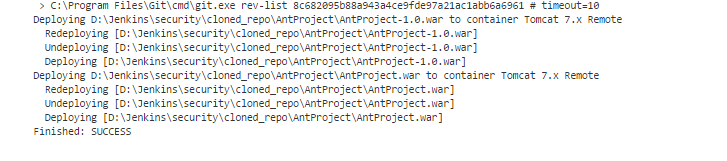 > C:\Program Files\Git\cmd\git.exe rev-list 8c682095b88a943a4ce9fde97a21ac1abb6a6961 # timeout=10
Deploying D:\Jenkins\security\cloned_repo\AntProject\AntProject-1.0.war to container Tomcat 7.x Remote
Redeploying [D:\Jenkins\security\cloned_repo\AntProject\AntProject-1.0.war]
Undeploying [D:\Jenkins\security\cloned_repo\AntProject\AntProject-1.0.war]
Deploying [D:\Jenkins\security\cloned_repo\AntProject\AntProject-1.0.war]
Deploying D:\Jenkins\security\cloned_repo\AntProject\AntProject.war to container Tomcat 7.x Remote
Redeploying [D:\Jenkins\security\cloned_repo\AntProject\AntProject.war]
Undeploying [D:\Jenkins\security\cloned_repo\AntProject\AntProject.war]
Deploying [D:\Jenkins\security\cloned_repo\AntProject\AntProject.war]
Finished: SUCCESS